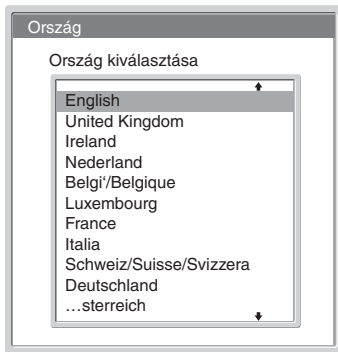 Ország
Ország kiválasztása
English
United Kingdom
Ireland
Nederland
Belgi‘/Belgique
Luxembourg
France
Italia
Schweiz/Suisse/Svizzera
Deutschland
…sterreich